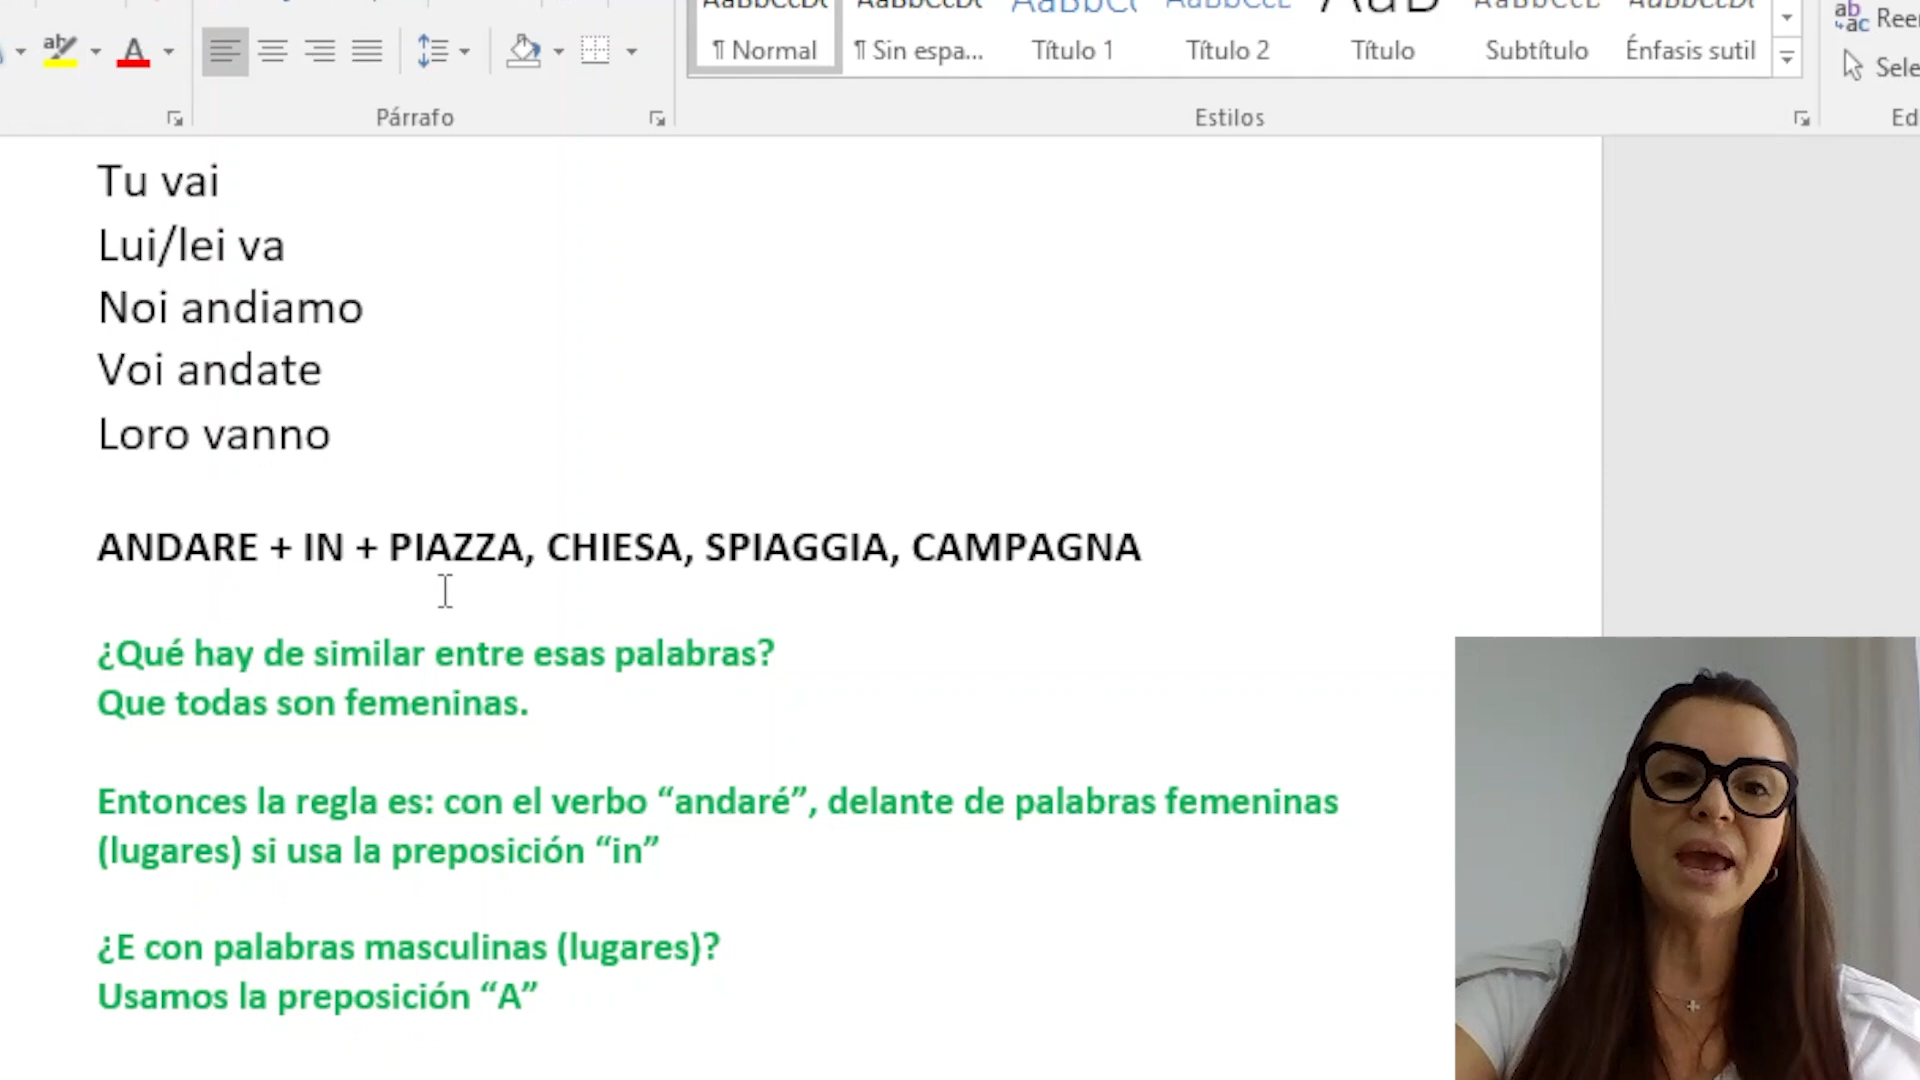 ¶ Normal
¶ Sin espa...
Título 1
Título 2
Título
Subtítulo
Énfasis sutil
Párrafo
Estilos
Tu vai
Lui/lei va
Noi andiamo
Voi andate
Loro vanno
ANDARE + IN + PIAZZA, CHIESA, SPIAGGIA, CAMPAGNA
¿Qué hay de similar entre esas palabras?
Que todas son femeninas.
Entonces la regla es: con el verbo “andaré”, delante de palabras femeninas
(lugares) si usa la preposición “in”
¿E con palabras masculinas (lugares)?
Usamos la preposición “A”